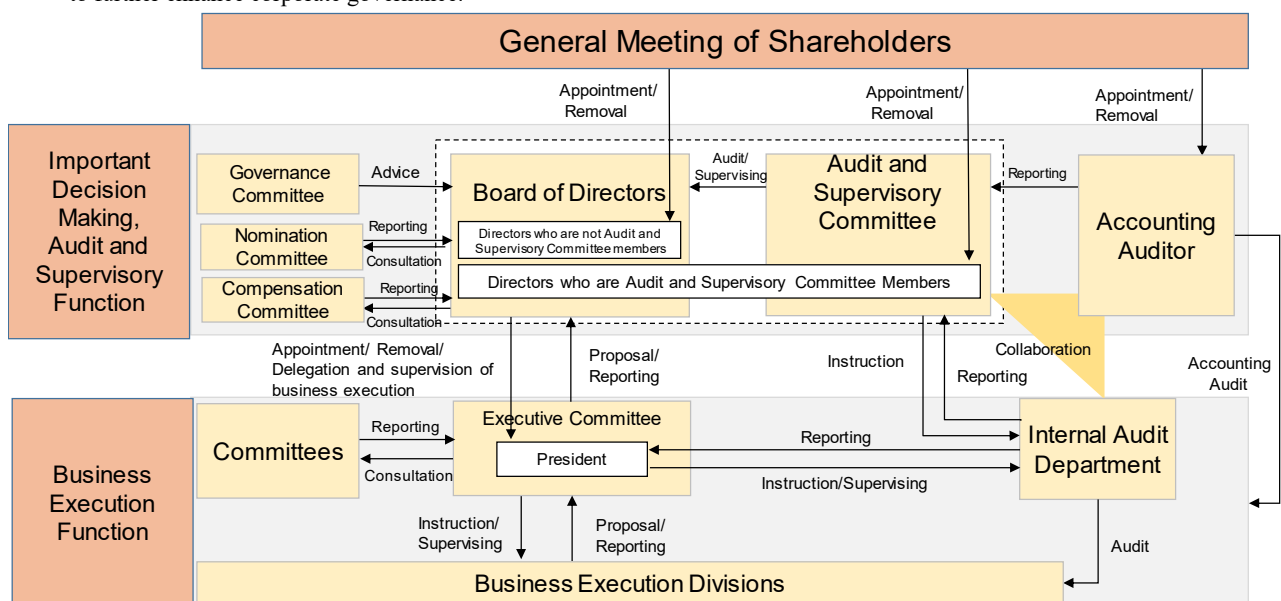 to further enhance corporate governance.
General Meeting of Shareholders
Appointment/
Removal
Appointment/
Removal
Appointment/
Removal
Important
Decision
Making,
Audit and
Supervisory
Function
Governance
Committee
Advice
Board of Directors
Audit/
Supervising
Audit and
Supervisory
Committee
Reporting
Accounting
Auditor
Nomination
Committee
Reporting
Consultation
Directors who are not Audit and
Supervisory Committee members
Compensation
Committee
Reporting
Consultation
Directors who are Audit and Supervisory Committee Members
Appointment/ Removal/
Delegation and supervision of
business execution
Proposal/
Reporting
Instruction
Reporting
Collaboration
Accounting
Audit
Business
Execution
Function
Committees
Reporting
Consultation
Executive Committee
President
Reporting
Instruction/Supervising
Internal Audit
Department
Instruction/
Supervising
Proposal/
Reporting
Audit
Business Execution Divisions